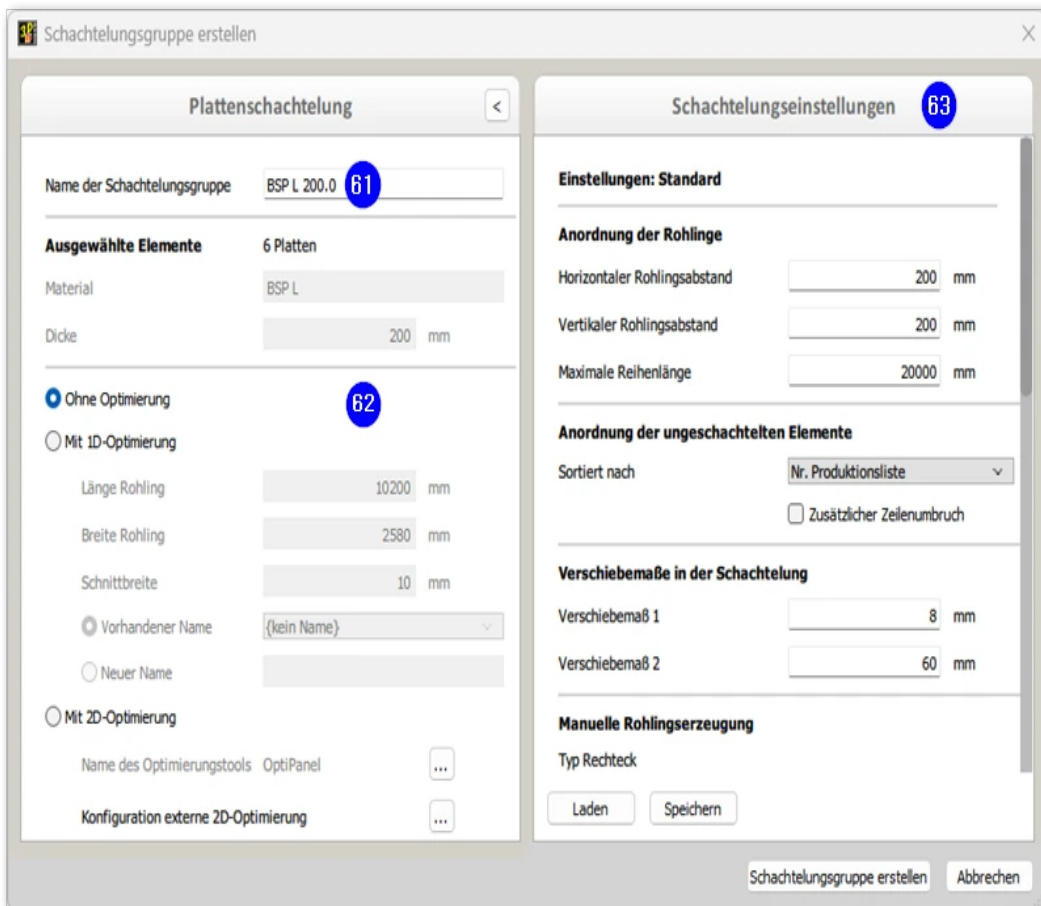 Schachtelungsgruppe erstellen
Plattenschachtelung <
Name der Schachtelungsgruppe BSP L 200.0 61
Ausgewählte Elemente 6 Platten
Material BSP L
Dicke 200 mm
Ohne Optimierung 62
Mit 1D-Optimierung
Länge Rohling 10200 mm
Breite Rohling 2580 mm
Schnittbreite 10 mm
Vorhandener Name {kein Name}
Neuer Name
Mit 2D-Optimierung
Name des Optimierungstools OptiPanel ...
Konfiguration externe 2D-Optimierung ...
Schachtelungseinstellungen 63
Einstellungen: Standard
Anordnung der Rohlinge
Horizontaler Rohlingsabstand 200 mm
Vertikaler Rohlingsabstand 200 mm
Maximale Reihenlänge 20000 mm
Anordnung der ungeschachtelten Elemente
Sortiert nach Nr. Produktionsliste
Zusätzlicher Zeilenumbruch
Verschiebemaße in der Schachtelung
Verschiebemaß 1 8 mm
Verschiebemaß 2 60 mm
Manuelle Rohlingserzeugung
Typ Rechteck
Laden Speichern
Schachtelungsgruppe erstellen Abbrechen